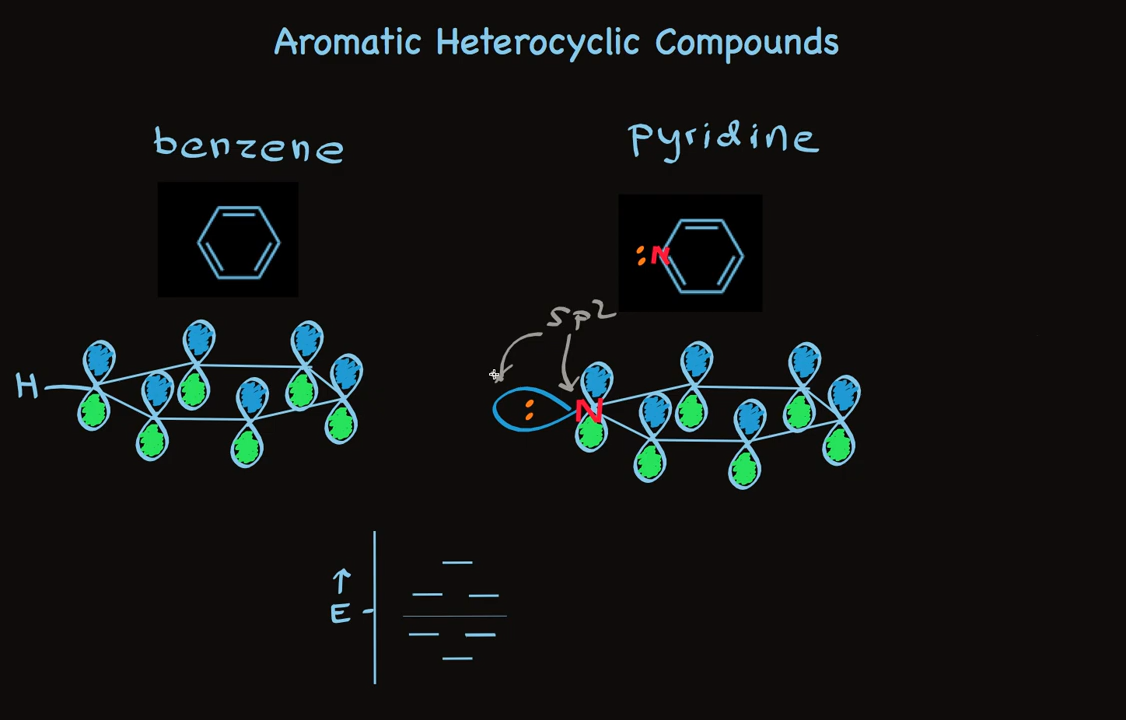 Aromatic Heterocyclic Compounds
benzene
pyridine
:N
sp2
H
: N
↑
E